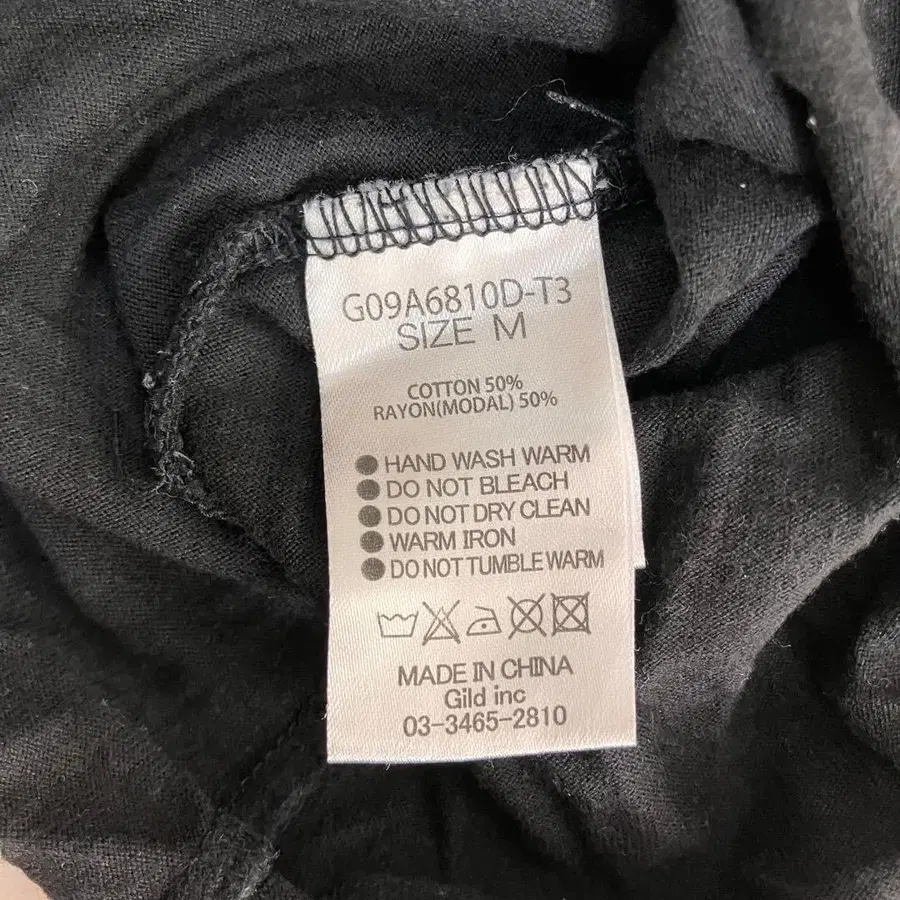 G09A6810D-T3
SIZE M
COTTON 50%
RAYON(MODAL) 50%
HAND WASH WARM
DO NOT BLEACH
DO NOT DRY CLEAN
WARM IRON
DO NOT TUMBLE WARM
MADE IN CHINA
Gild inc
03-3465-2810